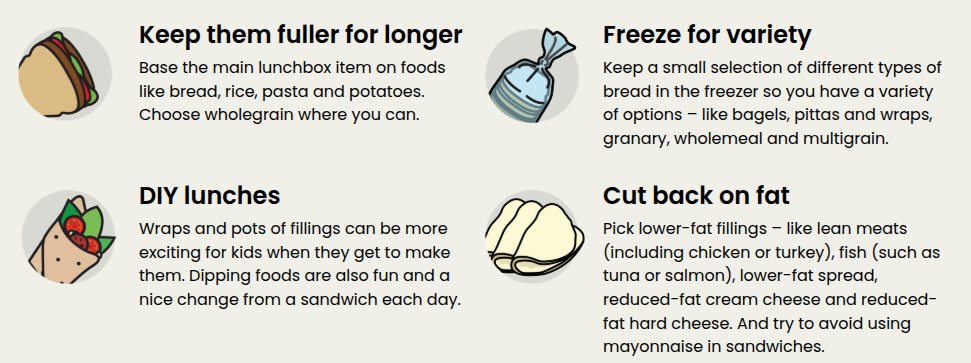 Keep them fuller for longer
Base the main lunchbox item on foods
like bread, rice, pasta and potatoes.
Choose wholegrain where you can.
Freeze for variety
Keep a small selection of different types of
bread in the freezer so you have a variety
of options – like bagels, pittas and wraps,
granary, wholemeal and multigrain.
DIY lunches
Wraps and pots of fillings can be more
exciting for kids when they get to make
them. Dipping foods are also fun and a
nice change from a sandwich each day.
Cut back on fat
Pick lower-fat fillings – like lean meats
(including chicken or turkey), fish (such as
tuna or salmon), lower-fat spread,
reduced-fat cream cheese and reduced-
fat hard cheese. And try to avoid using
mayonnaise in sandwiches.